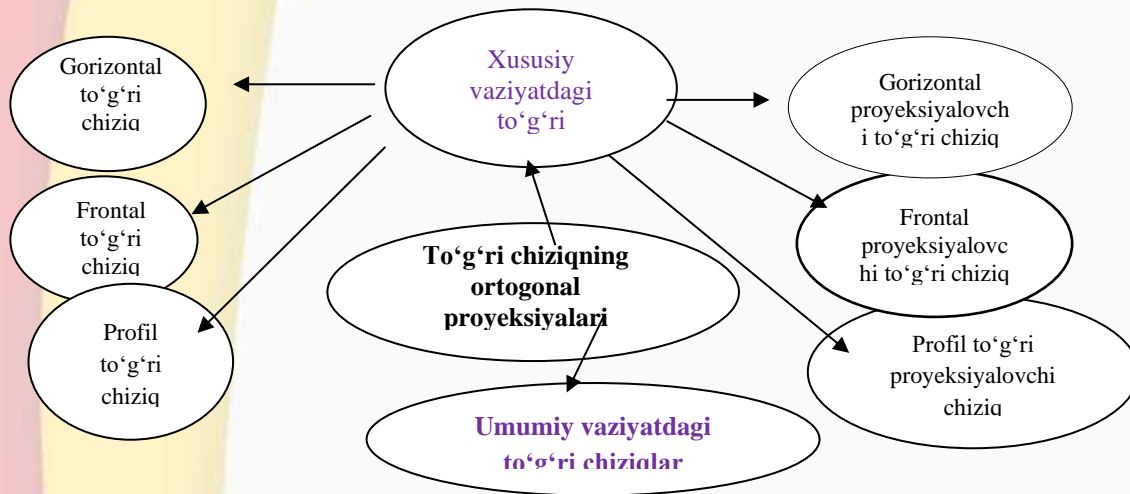 Gorizontal
to‘g‘ri
chiziq
Frontal
to‘g‘ri
chiziq
Profil
to‘g‘ri
chiziq
Xususiy
vaziyatdagi
to‘g‘ri
To‘g‘ri chiziqning
ortogonal
proyeksiyalari
Umumiy vaziyatdagi
to‘g‘ri chiziqlar
Gorizontal
proyeksiyalovch
i to‘g‘ri chiziq
Frontal
proyeksiyalovc
hi to‘g‘ri chiziq
Profil to‘g‘ri
proyeksiyalovchi
chiziq